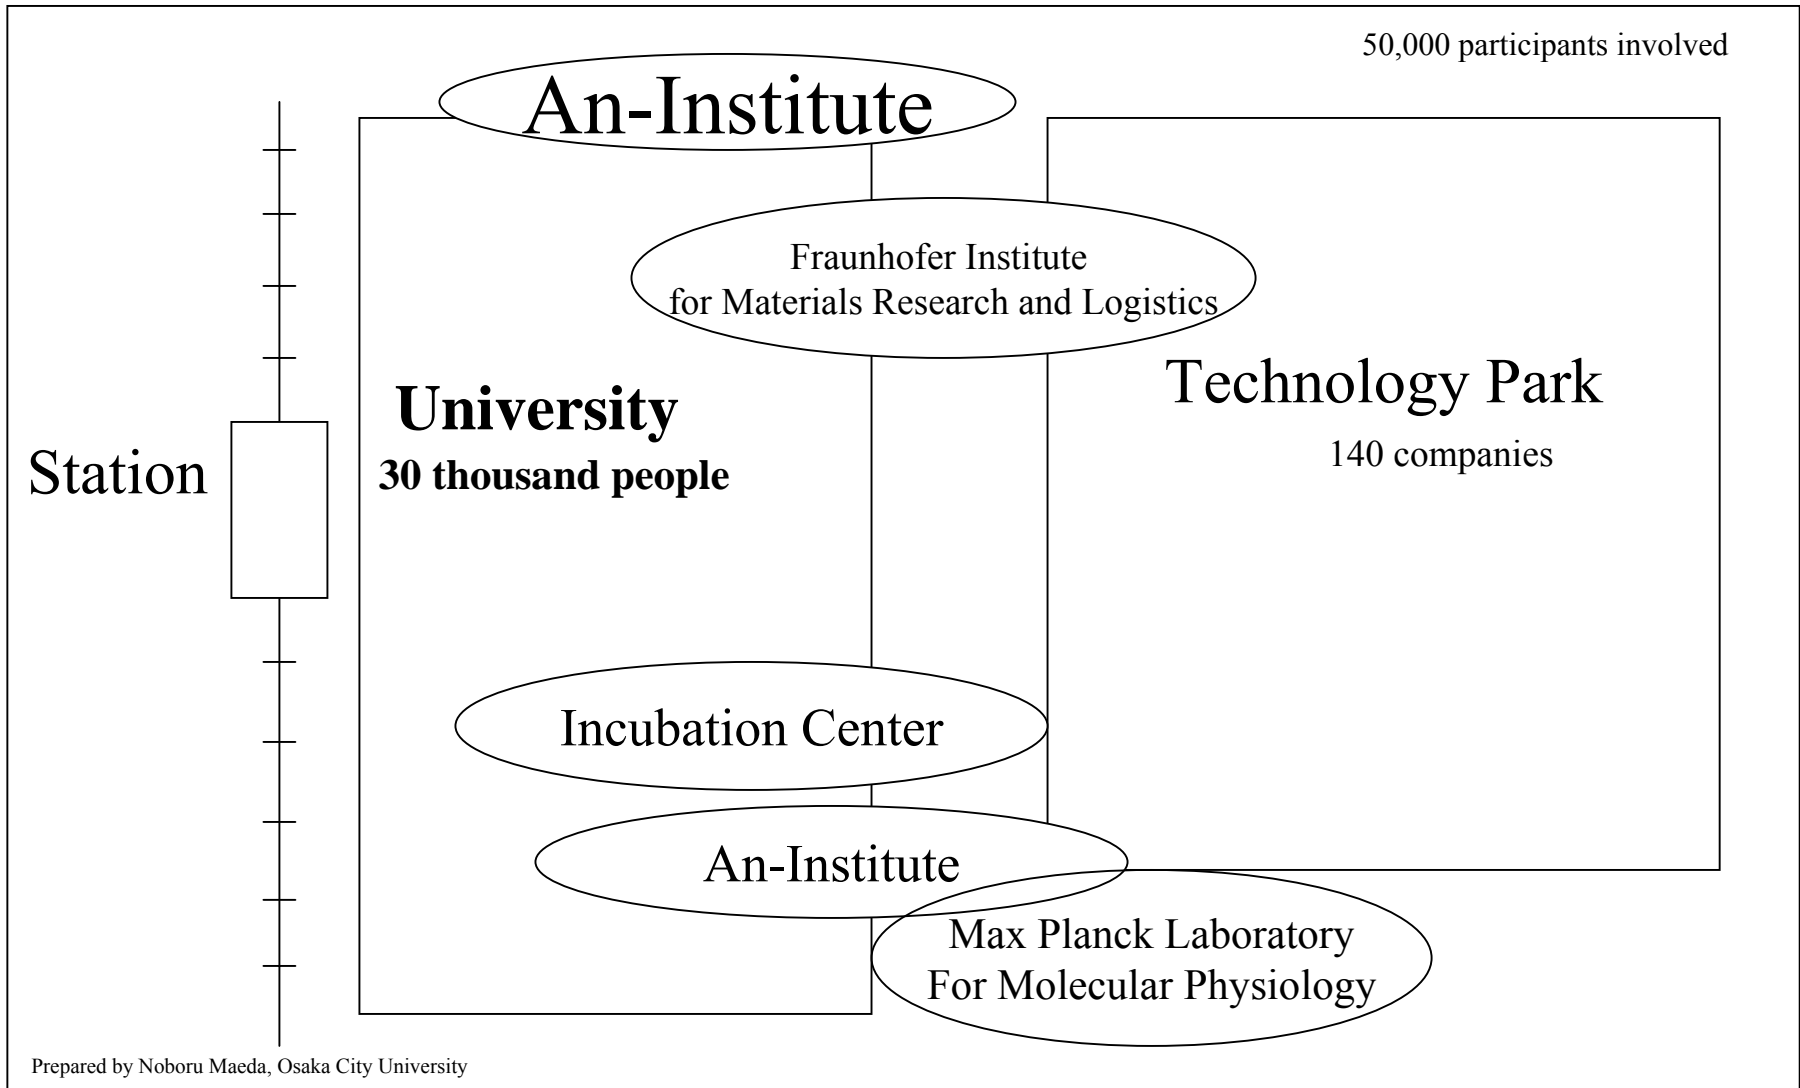 50,000 participants involved
An-Institute
Fraunhofer Institute
for Materials Research and Logistics
Technology Park
140 companies
University
30 thousand people
Station
Incubation Center
An-Institute
Max Planck Laboratory
For Molecular Physiology
Prepared by Noboru Maeda, Osaka City University